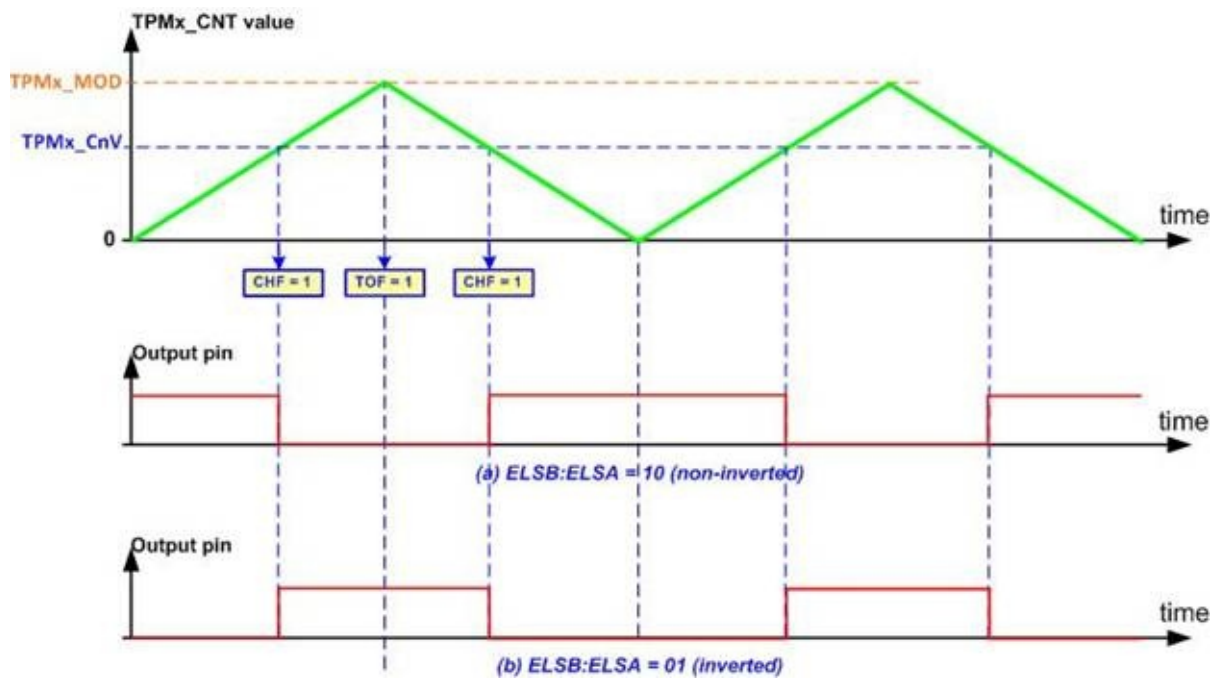 TPMx_CNT value
TPMx_MOD
TPMx_CnV
time
0
CHF = 1
TOF = 1
CHF = 1
Output pin
time
(a) ELSB:ELSA = 10 (non-inverted)
Output pin
time
(b) ELSB:ELSA = 01 (inverted)